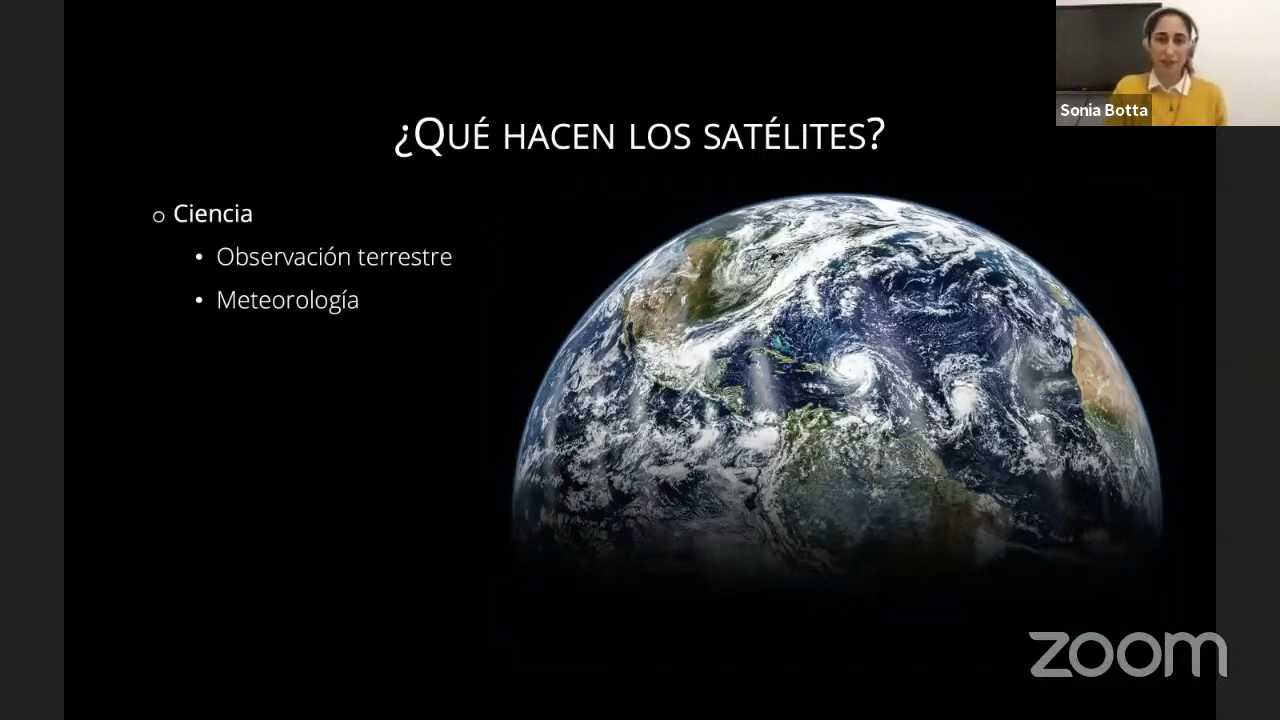 Sonia Botta
¿Qué hacen los satélites?
Ciencia
Observación terrestre
Meteorología
zoom